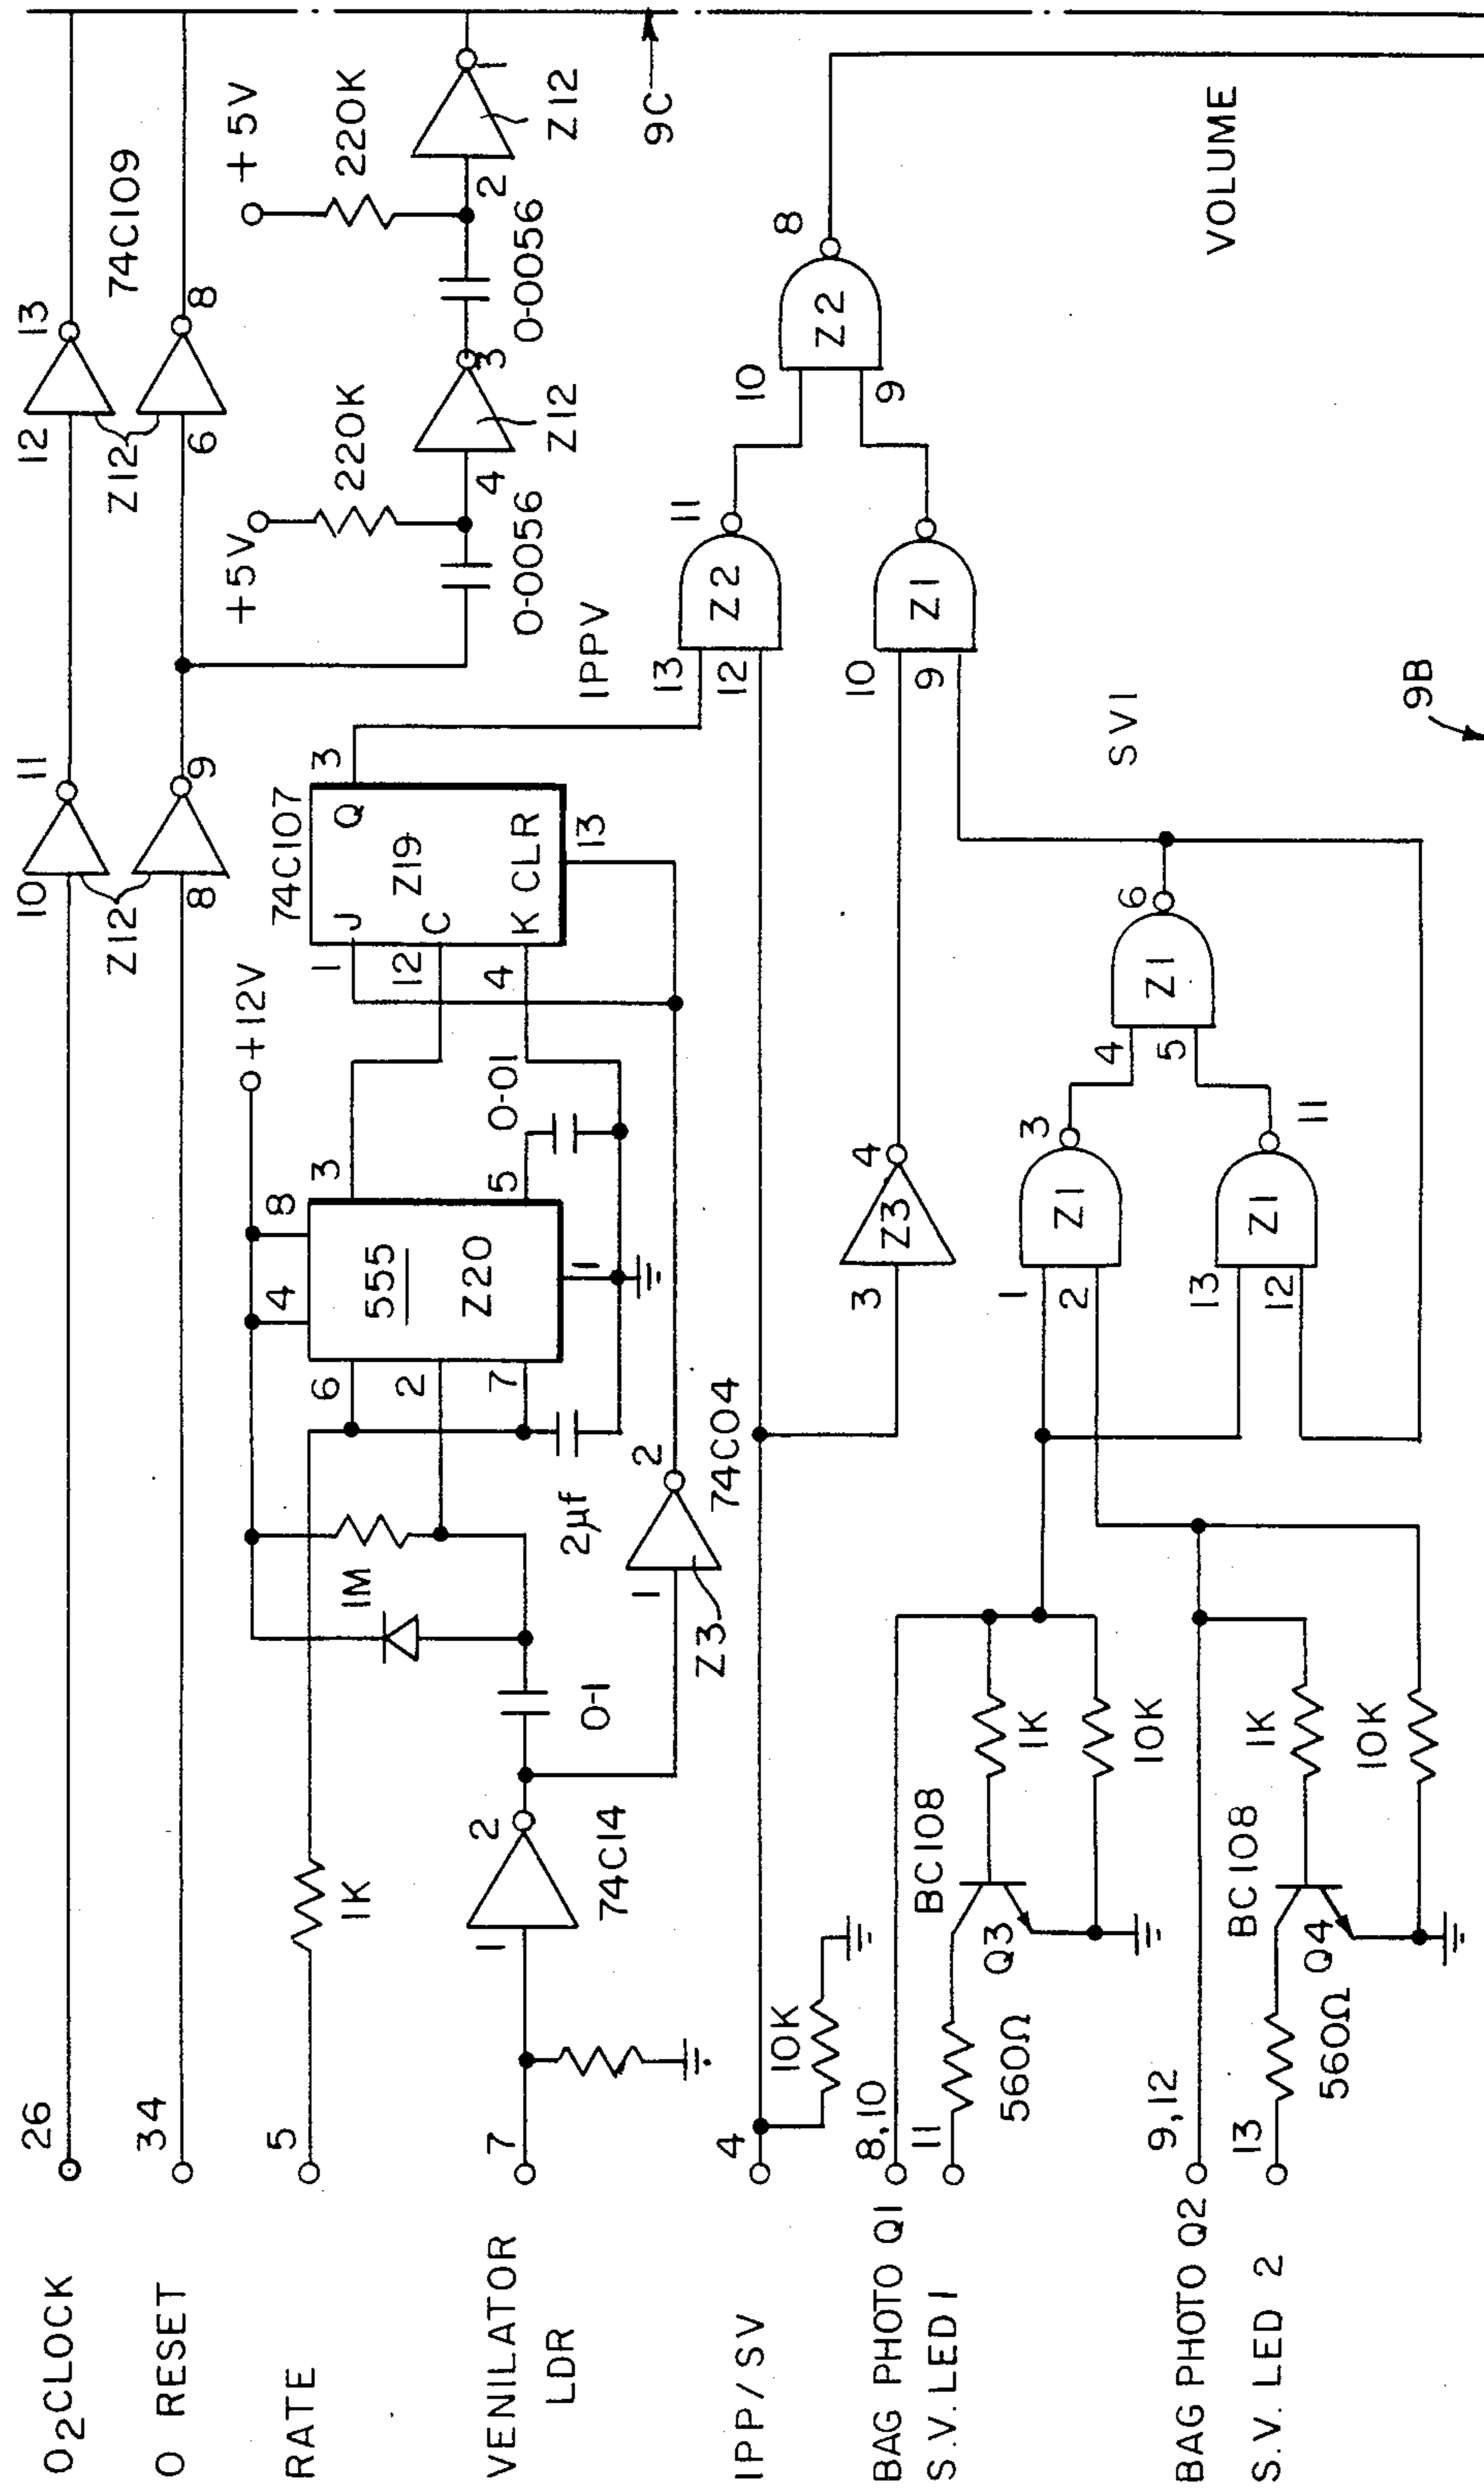 O2CLOCK
26
10
11
12
13
Z12
Z12
74C109
O RESET
34
8
9
6
8
+5V
220K
+5V
220K
0-0056
4
3
Z12
0-0056
2
1
Z12
9C
RATE
5
1K
+12V
1M
6
2
7
4
8
555
Z20
3
5
1
0-01
2µf
74C107
1
J
12
C
4
K
Z19
Q
3
CLR
13
IPPV
VENILATOR
LDR
7
1
2
74C14
0-1
Z3
1
2
74C04
IPP/SV
4
10K
3
Z3
4
13
12
Z2
11
10
9
Z1
10
9
Z2
8
BAG PHOTO Q1
8,10
S.V. LED 1
11
560Ω
Q3
BC108
1K
10K
1
2
Z1
3
13
12
Z1
11
4
5
Z1
6
SV1
VOLUME
BAG PHOTO Q2
9,12
S.V. LED 2
13
560Ω
Q4
BC108
1K
10K
9B